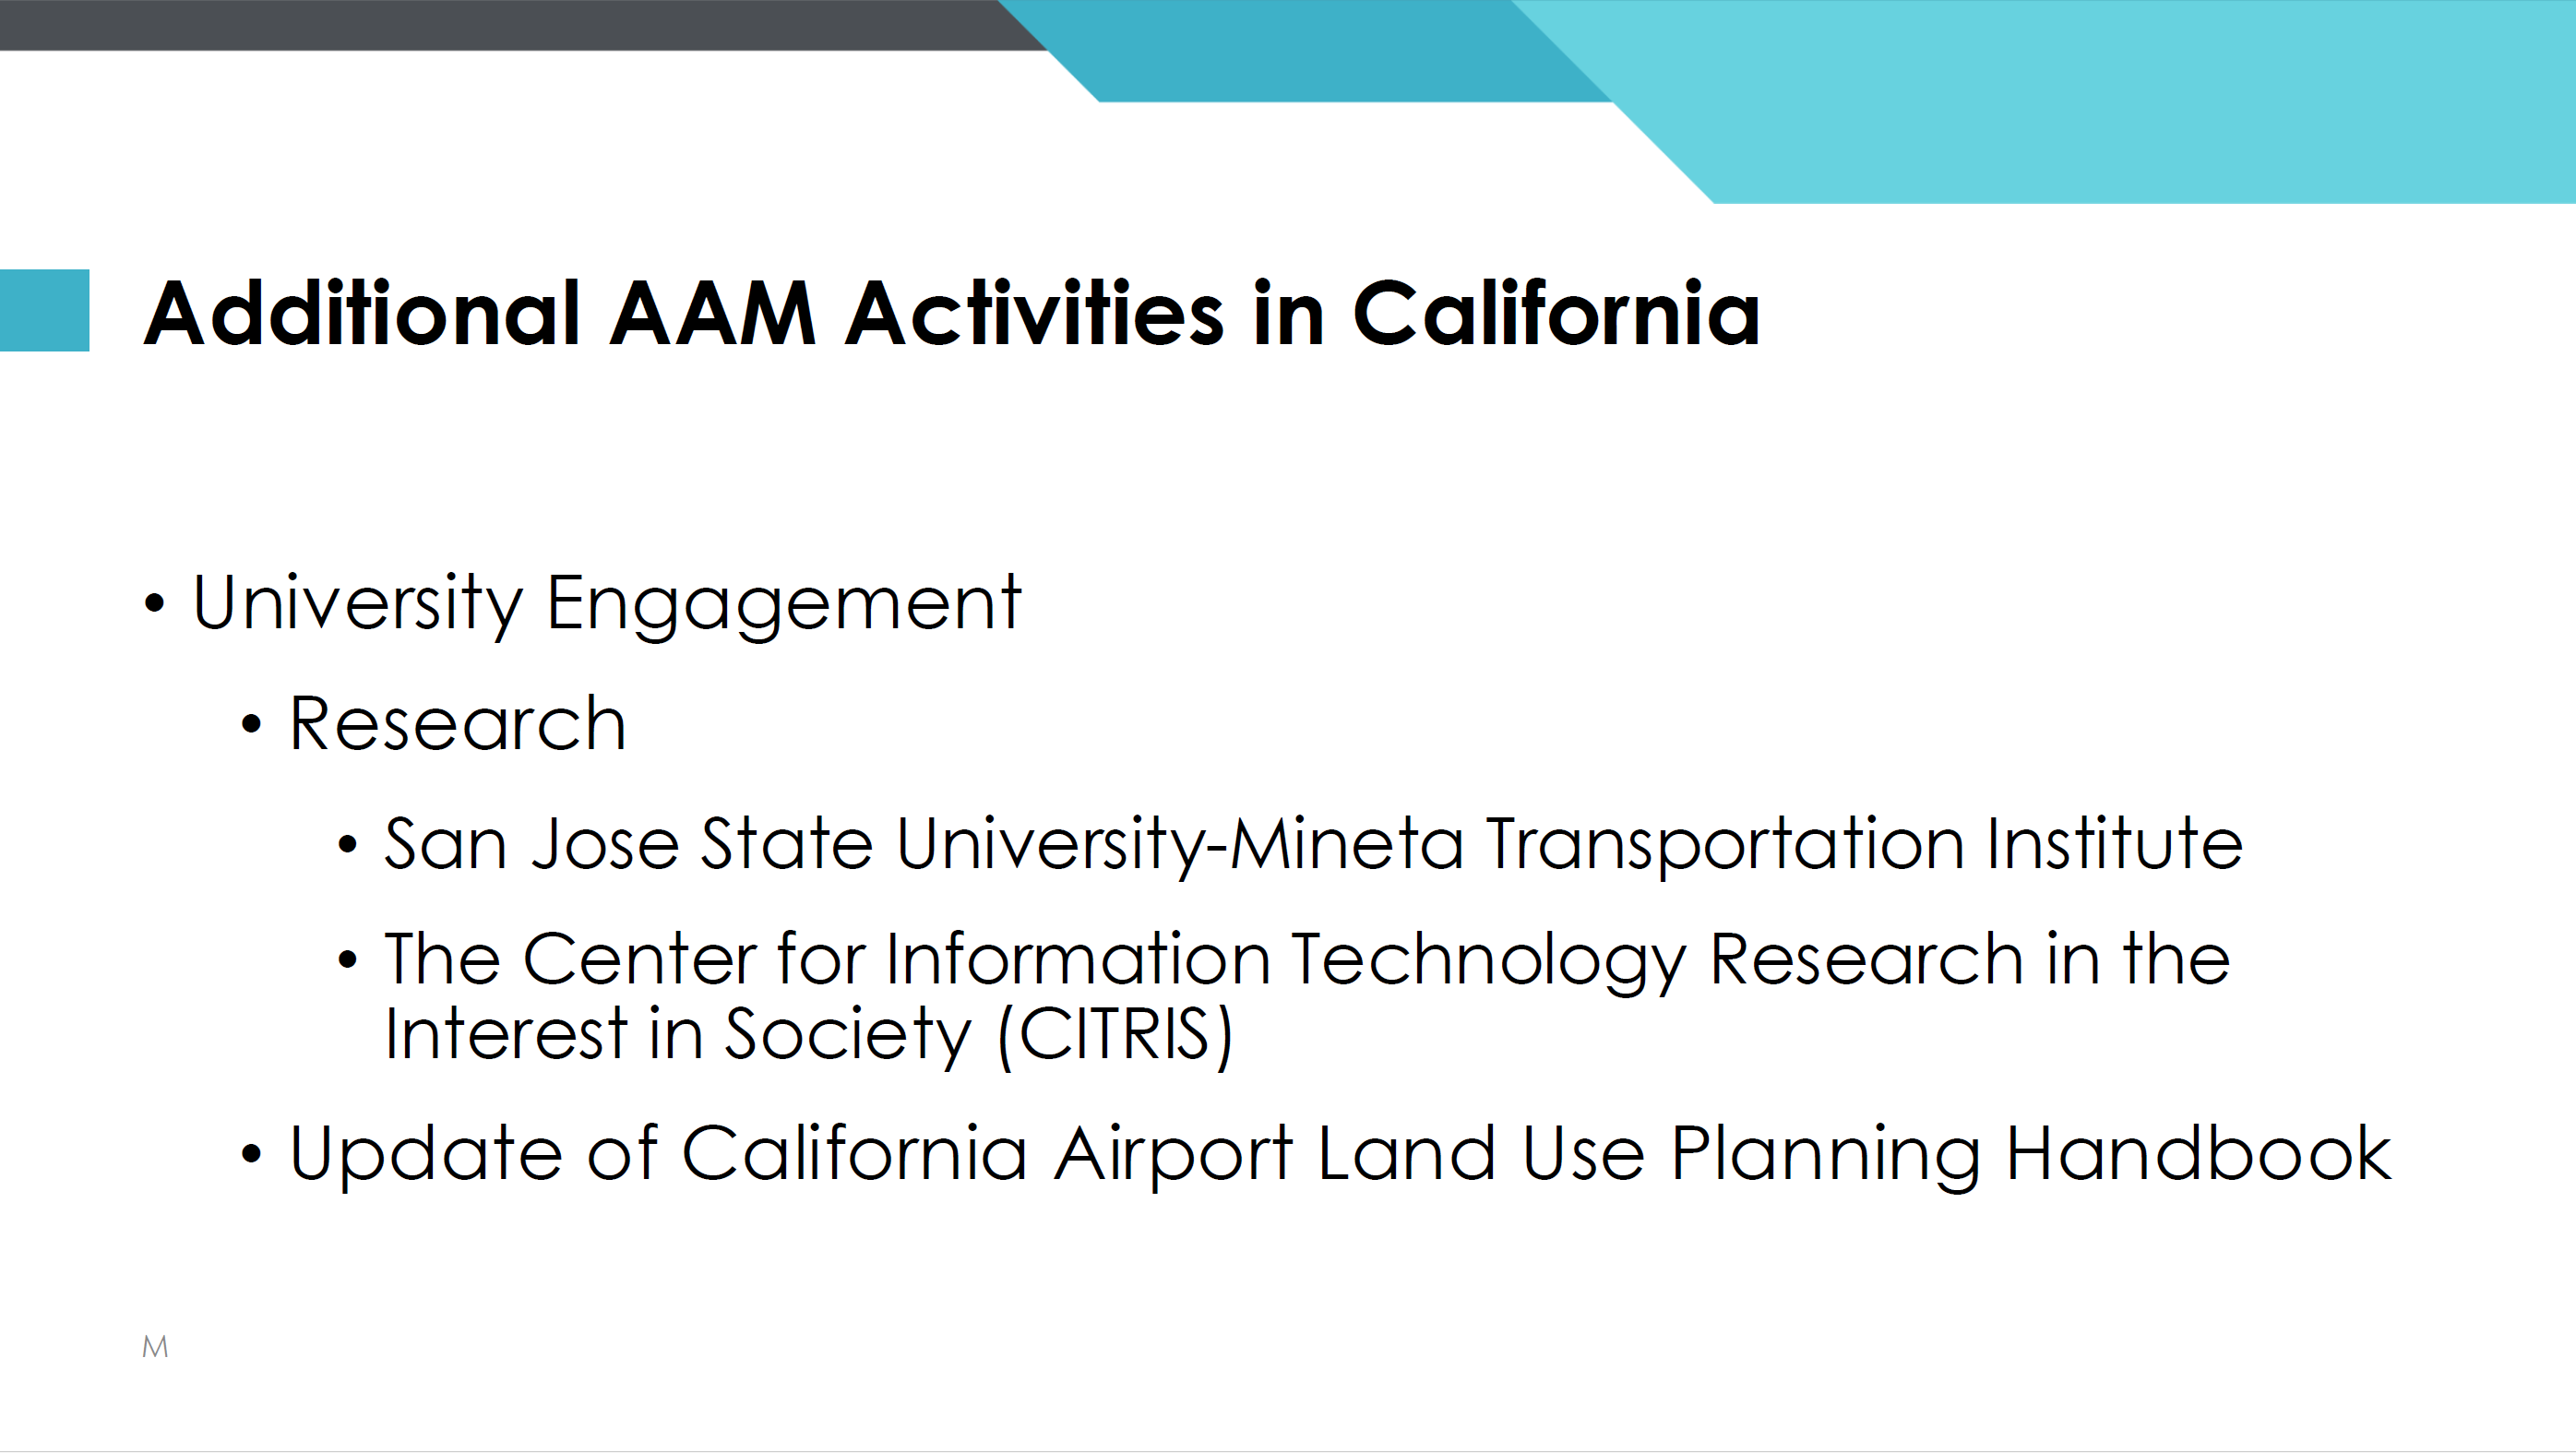 Additional AAM Activities in California
• University Engagement
• Research
• San Jose State University-Mineta Transportation Institute
• The Center for Information Technology Research in the
Interest in Society (CITRIS)
• Update of California Airport Land Use Planning Handbook
M